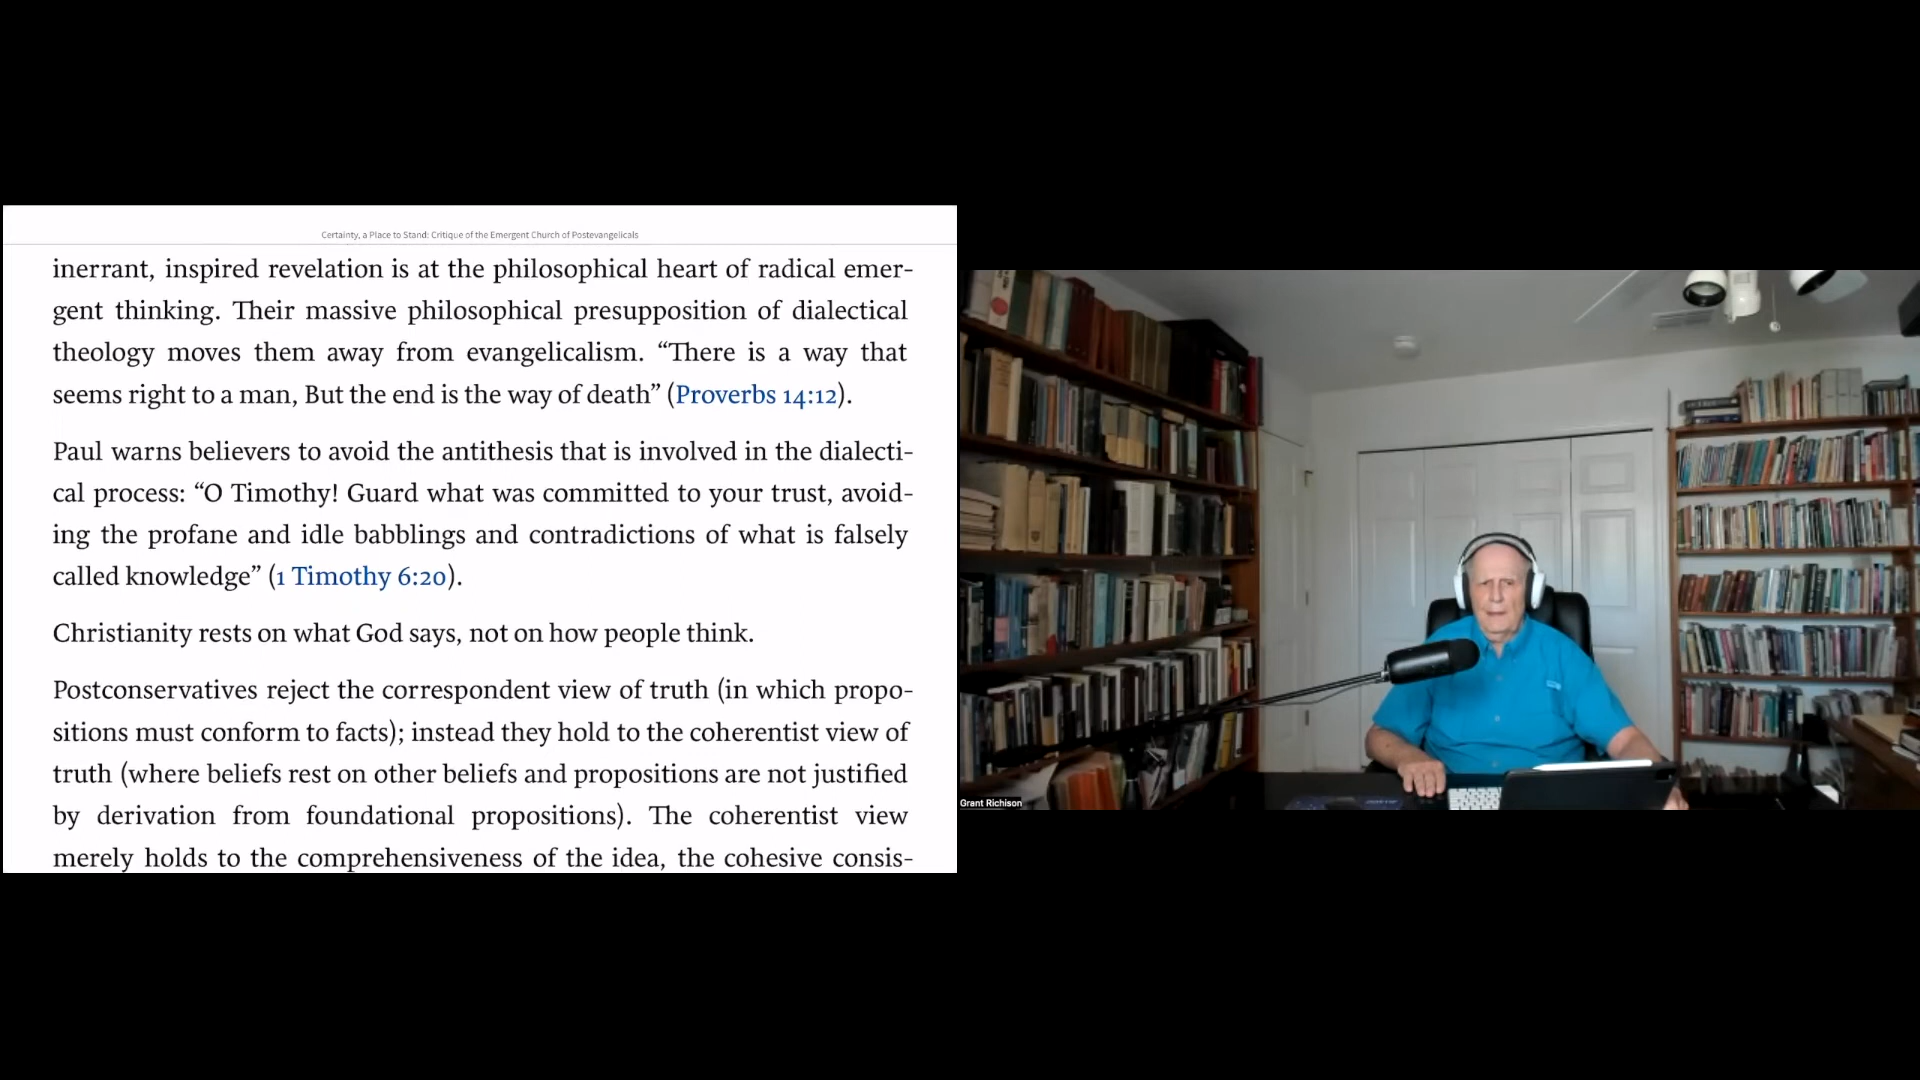 Certainty, a Place to Stand: Critique of the Emergent Church of Postevangelicals
inerrant, inspired revelation is at the philosophical heart of radical emer-
gent thinking. Their massive philosophical presupposition of dialectical
theology moves them away from evangelicalism. “There is a way that
seems right to a man, But the end is the way of death” (Proverbs 14:12).
Paul warns believers to avoid the antithesis that is involved in the dialecti-
cal process: “O Timothy! Guard what was committed to your trust, avoid-
ing the profane and idle babblings and contradictions of what is falsely
called knowledge” (1 Timothy 6:20).
Christianity rests on what God says, not on how people think.
Postconservatives reject the correspondent view of truth (in which propo-
sitions must conform to facts); instead they hold to the coherentist view of
truth (where beliefs rest on other beliefs and propositions are not justified
by derivation from foundational propositions). The coherentist view
merely holds to the comprehensiveness of the idea, the cohesive consis-
Grant Richison